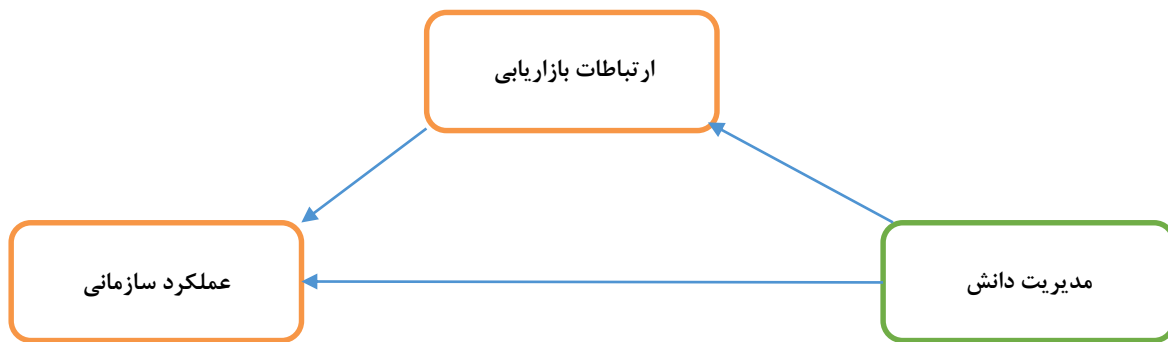 ارتباطات بازاریابی
مدیریت دانش
عملکرد سازمانی